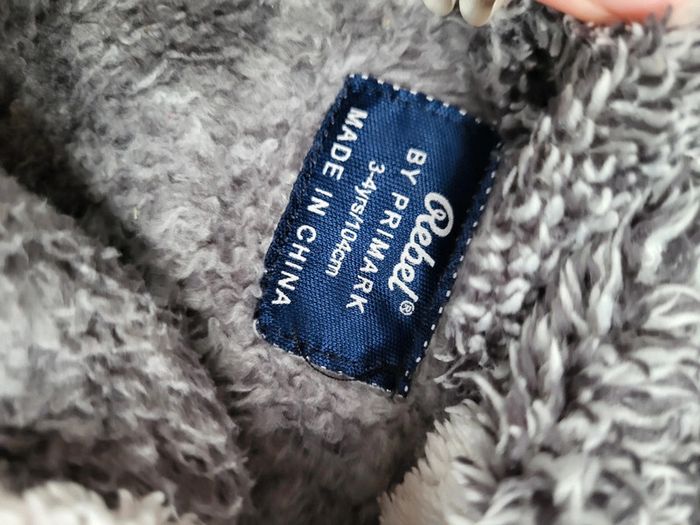 Rebel®
BY PRIMARK
3-4yrs/104cm
MADE IN CHINA